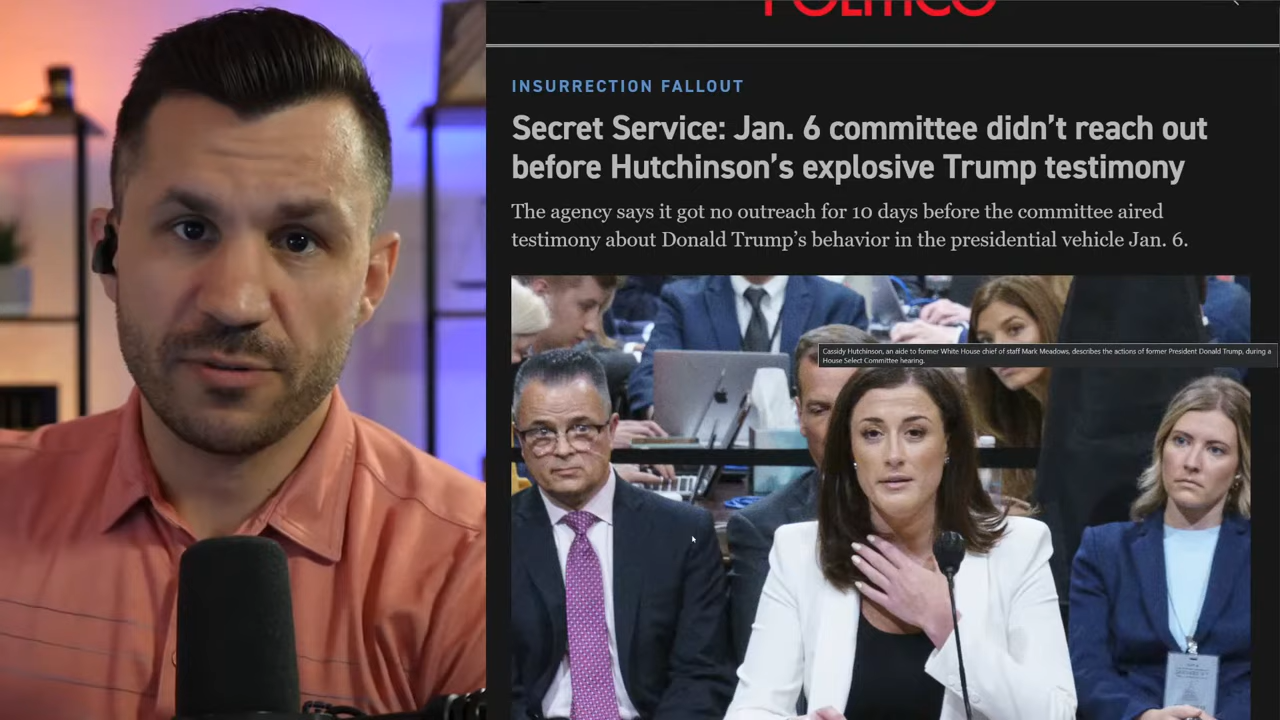 POLITICO
INSURRECTION FALLOUT
Secret Service: Jan. 6 committee didn’t reach out
before Hutchinson’s explosive Trump testimony
The agency says it got no outreach for 10 days before the committee aired
testimony about Donald Trump’s behavior in the presidential vehicle Jan. 6.
Cassidy Hutchinson, an aide to former White House chief of staff Mark Meadows, describes the actions of former President Donald Trump, during a
House Select Committee hearing.